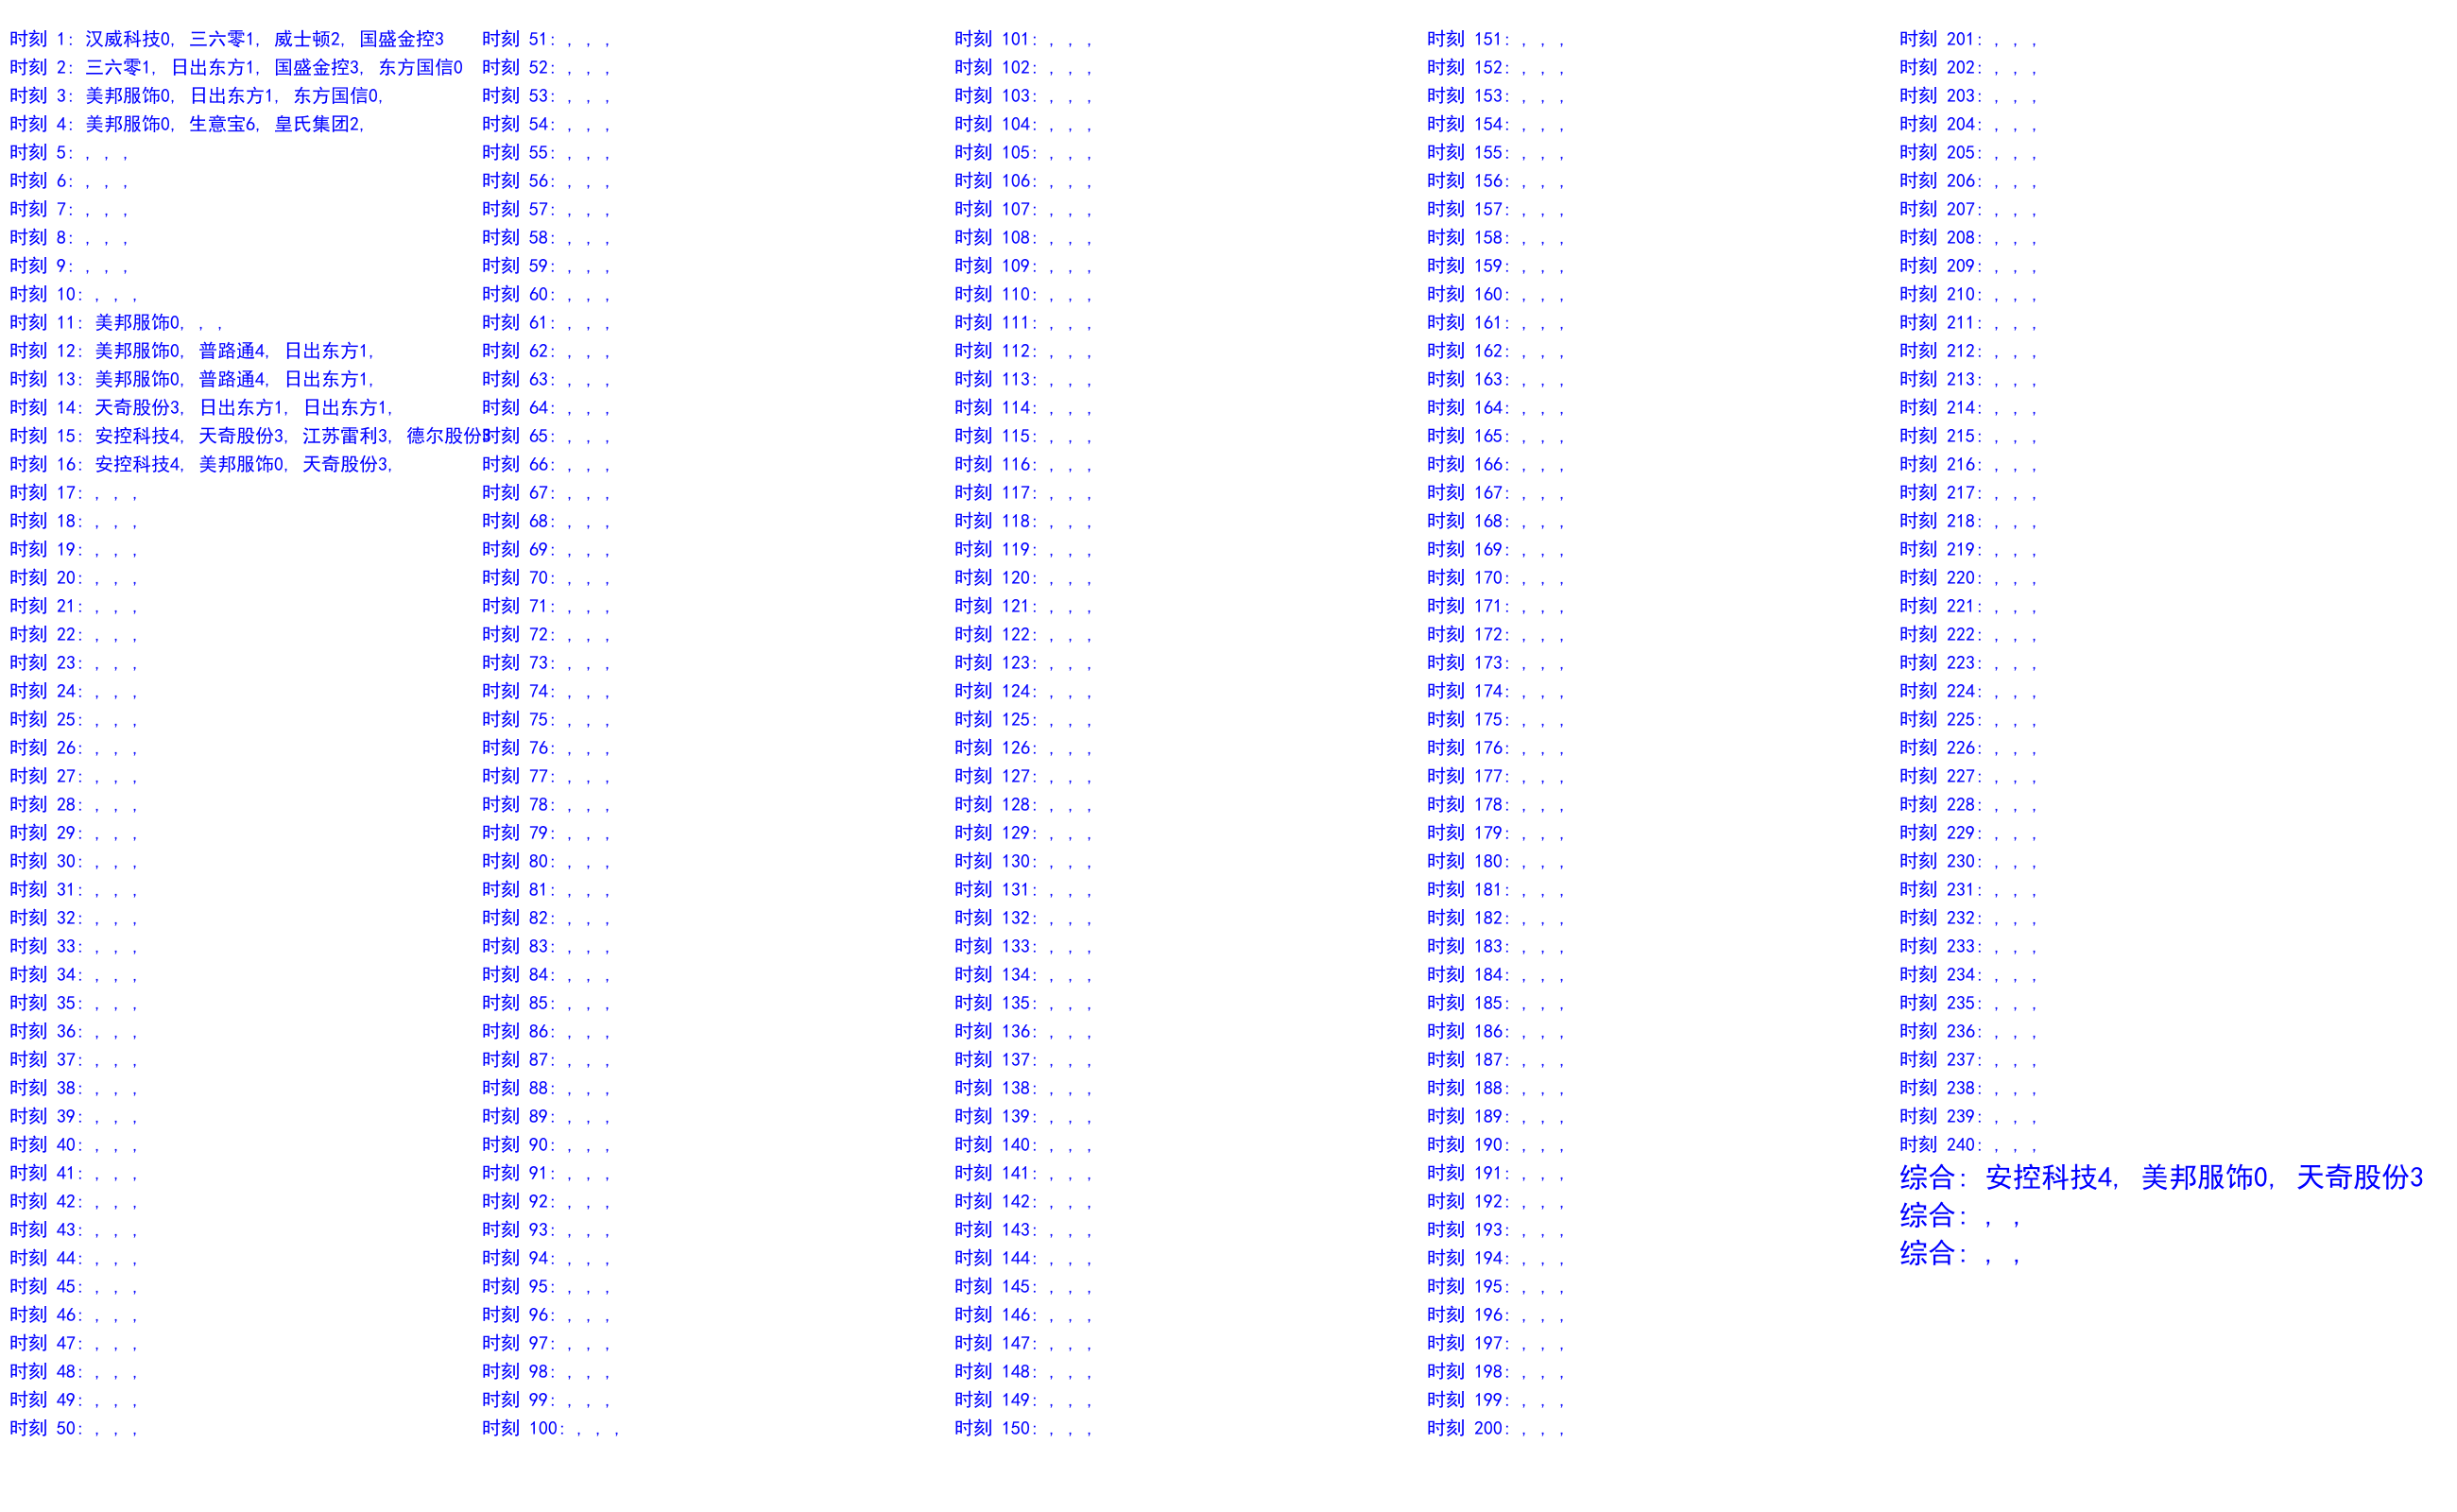 时刻 1: 汉威科技0, 三六零1, 威士顿2, 国盛金控3
时刻 2: 三六零1, 日出东方1, 国盛金控3, 东方国信0
时刻 3: 美邦服饰0, 日出东方1, 东方国信0,
时刻 4: 美邦服饰0, 生意宝6, 皇氏集团2,
时刻 5: , , ,
时刻 6: , , ,
时刻 7: , , ,
时刻 8: , , ,
时刻 9: , , ,
时刻 10: , , ,
时刻 11: 美邦服饰0, , ,
时刻 12: 美邦服饰0, 普路通4, 日出东方1,
时刻 13: 美邦服饰0, 普路通4, 日出东方1,
时刻 14: 天奇股份3, 日出东方1, 日出东方1,
时刻 15: 安控科技4, 天奇股份3, 江苏雷利3, 德尔股份3
时刻 16: 安控科技4, 美邦服饰0, 天奇股份3,
时刻 17: , , ,
时刻 18: , , ,
时刻 19: , , ,
时刻 20: , , ,
时刻 21: , , ,
时刻 22: , , ,
时刻 23: , , ,
时刻 24: , , ,
时刻 25: , , ,
时刻 26: , , ,
时刻 27: , , ,
时刻 28: , , ,
时刻 29: , , ,
时刻 30: , , ,
时刻 31: , , ,
时刻 32: , , ,
时刻 33: , , ,
时刻 34: , , ,
时刻 35: , , ,
时刻 36: , , ,
时刻 37: , , ,
时刻 38: , , ,
时刻 39: , , ,
时刻 40: , , ,
时刻 41: , , ,
时刻 42: , , ,
时刻 43: , , ,
时刻 44: , , ,
时刻 45: , , ,
时刻 46: , , ,
时刻 47: , , ,
时刻 48: , , ,
时刻 49: , , ,
时刻 50: , , ,
时刻 51: , , ,
时刻 52: , , ,
时刻 53: , , ,
时刻 54: , , ,
时刻 55: , , ,
时刻 56: , , ,
时刻 57: , , ,
时刻 58: , , ,
时刻 59: , , ,
时刻 60: , , ,
时刻 61: , , ,
时刻 62: , , ,
时刻 63: , , ,
时刻 64: , , ,
时刻 65: , , ,
时刻 66: , , ,
时刻 67: , , ,
时刻 68: , , ,
时刻 69: , , ,
时刻 70: , , ,
时刻 71: , , ,
时刻 72: , , ,
时刻 73: , , ,
时刻 74: , , ,
时刻 75: , , ,
时刻 76: , , ,
时刻 77: , , ,
时刻 78: , , ,
时刻 79: , , ,
时刻 80: , , ,
时刻 81: , , ,
时刻 82: , , ,
时刻 83: , , ,
时刻 84: , , ,
时刻 85: , , ,
时刻 86: , , ,
时刻 87: , , ,
时刻 88: , , ,
时刻 89: , , ,
时刻 90: , , ,
时刻 91: , , ,
时刻 92: , , ,
时刻 93: , , ,
时刻 94: , , ,
时刻 95: , , ,
时刻 96: , , ,
时刻 97: , , ,
时刻 98: , , ,
时刻 99: , , ,
时刻 100: , , ,
时刻 101: , , ,
时刻 102: , , ,
时刻 103: , , ,
时刻 104: , , ,
时刻 105: , , ,
时刻 106: , , ,
时刻 107: , , ,
时刻 108: , , ,
时刻 109: , , ,
时刻 110: , , ,
时刻 111: , , ,
时刻 112: , , ,
时刻 113: , , ,
时刻 114: , , ,
时刻 115: , , ,
时刻 116: , , ,
时刻 117: , , ,
时刻 118: , , ,
时刻 119: , , ,
时刻 120: , , ,
时刻 121: , , ,
时刻 122: , , ,
时刻 123: , , ,
时刻 124: , , ,
时刻 125: , , ,
时刻 126: , , ,
时刻 127: , , ,
时刻 128: , , ,
时刻 129: , , ,
时刻 130: , , ,
时刻 131: , , ,
时刻 132: , , ,
时刻 133: , , ,
时刻 134: , , ,
时刻 135: , , ,
时刻 136: , , ,
时刻 137: , , ,
时刻 138: , , ,
时刻 139: , , ,
时刻 140: , , ,
时刻 141: , , ,
时刻 142: , , ,
时刻 143: , , ,
时刻 144: , , ,
时刻 145: , , ,
时刻 146: , , ,
时刻 147: , , ,
时刻 148: , , ,
时刻 149: , , ,
时刻 150: , , ,
时刻 151: , , ,
时刻 152: , , ,
时刻 153: , , ,
时刻 154: , , ,
时刻 155: , , ,
时刻 156: , , ,
时刻 157: , , ,
时刻 158: , , ,
时刻 159: , , ,
时刻 160: , , ,
时刻 161: , , ,
时刻 162: , , ,
时刻 163: , , ,
时刻 164: , , ,
时刻 165: , , ,
时刻 166: , , ,
时刻 167: , , ,
时刻 168: , , ,
时刻 169: , , ,
时刻 170: , , ,
时刻 171: , , ,
时刻 172: , , ,
时刻 173: , , ,
时刻 174: , , ,
时刻 175: , , ,
时刻 176: , , ,
时刻 177: , , ,
时刻 178: , , ,
时刻 179: , , ,
时刻 180: , , ,
时刻 181: , , ,
时刻 182: , , ,
时刻 183: , , ,
时刻 184: , , ,
时刻 185: , , ,
时刻 186: , , ,
时刻 187: , , ,
时刻 188: , , ,
时刻 189: , , ,
时刻 190: , , ,
时刻 191: , , ,
时刻 192: , , ,
时刻 193: , , ,
时刻 194: , , ,
时刻 195: , , ,
时刻 196: , , ,
时刻 197: , , ,
时刻 198: , , ,
时刻 199: , , ,
时刻 200: , , ,
时刻 201: , , ,
时刻 202: , , ,
时刻 203: , , ,
时刻 204: , , ,
时刻 205: , , ,
时刻 206: , , ,
时刻 207: , , ,
时刻 208: , , ,
时刻 209: , , ,
时刻 210: , , ,
时刻 211: , , ,
时刻 212: , , ,
时刻 213: , , ,
时刻 214: , , ,
时刻 215: , , ,
时刻 216: , , ,
时刻 217: , , ,
时刻 218: , , ,
时刻 219: , , ,
时刻 220: , , ,
时刻 221: , , ,
时刻 222: , , ,
时刻 223: , , ,
时刻 224: , , ,
时刻 225: , , ,
时刻 226: , , ,
时刻 227: , , ,
时刻 228: , , ,
时刻 229: , , ,
时刻 230: , , ,
时刻 231: , , ,
时刻 232: , , ,
时刻 233: , , ,
时刻 234: , , ,
时刻 235: , , ,
时刻 236: , , ,
时刻 237: , , ,
时刻 238: , , ,
时刻 239: , , ,
时刻 240: , , ,
综合: 安控科技4, 美邦服饰0, 天奇股份3
综合: , ,
综合: , ,